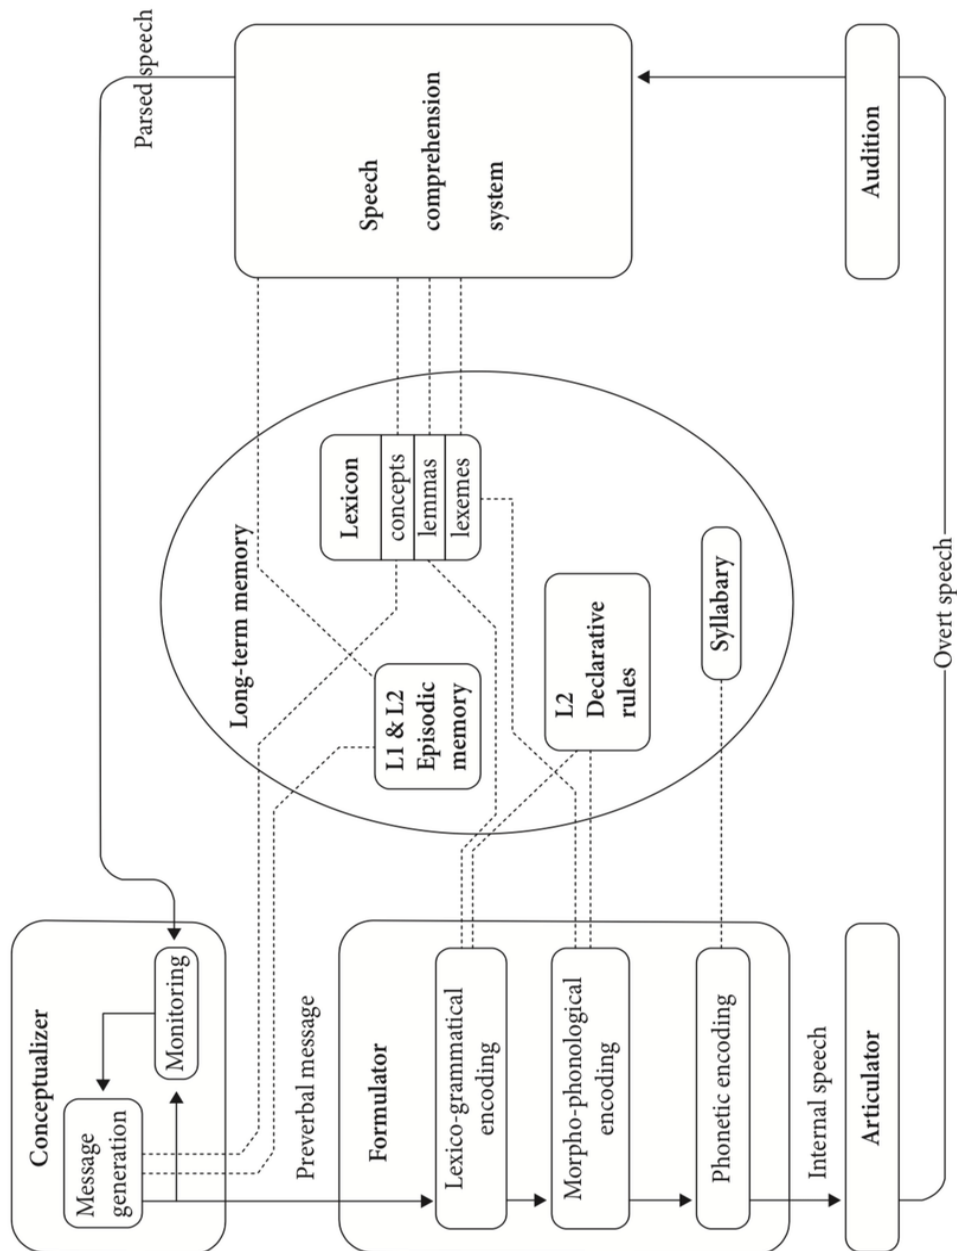 Conceptualizer
Message
generation
Monitoring
Parsed speech
Preverbal message
Formulator
Lexico-grammatical
encoding
Morpho-phonological
encoding
Phonetic encoding
Internal speech
Articulator
Long-term memory
L1 & L2
Episodic
memory
Lexicon
concepts
lemmas
lexemes
L2
Declarative
rules
Syllabary
Speech
comprehension
system
Audition
Overt speech